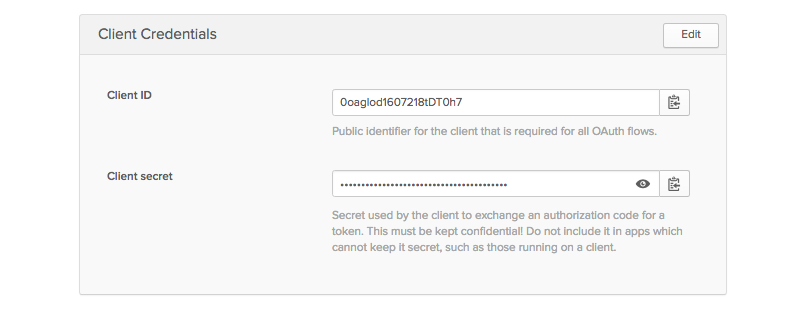 Client Credentials
Edit
Client ID
0oaglod1607218tDT0h7
Public identifier for the client that is required for all OAuth flows.
Client secret
••••••••••••••••••••••••••••••••••••••••
Secret used by the client to exchange an authorization code for a
token. This must be kept confidential! Do not include it in apps which
cannot keep it secret, such as those running on a client.